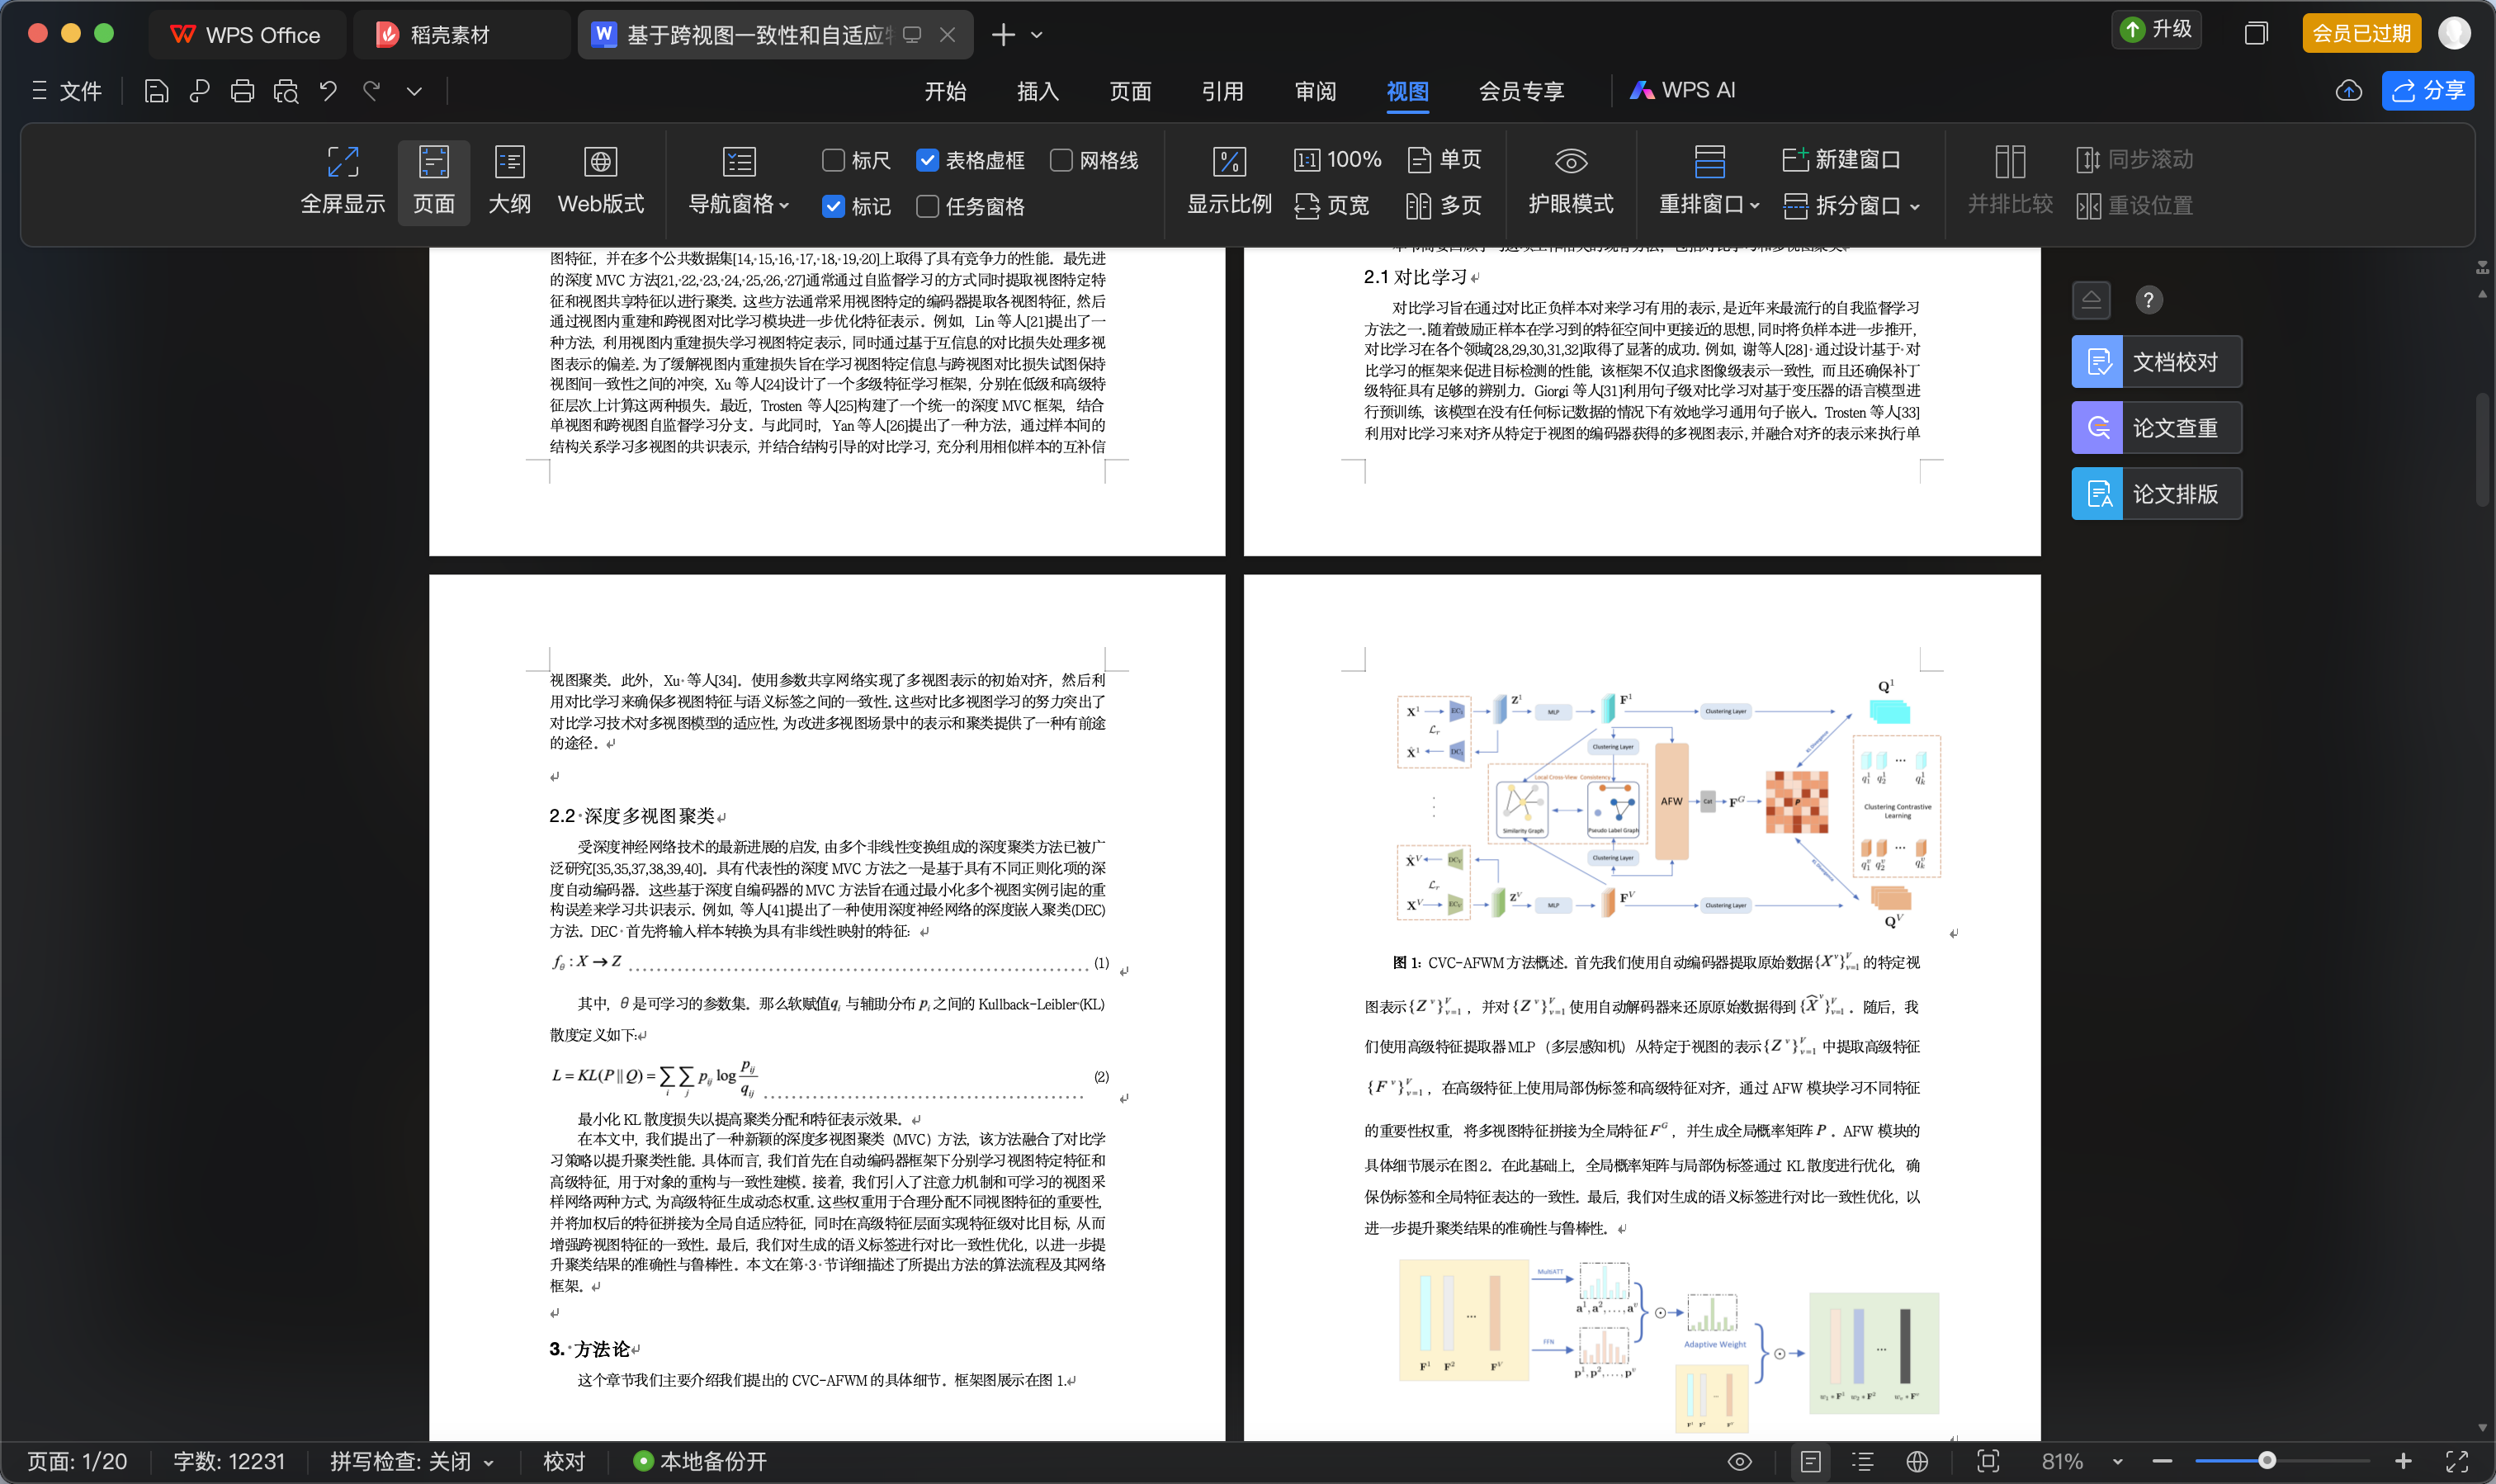 WPS Office
稻壳素材
基于跨视图一致性和自适应
升级
会员已过期
文件
开始 插入 页面 引用 审阅 视图 会员专享 WPS AI
分享
全屏显示 页面 大纲 Web版式 导航窗格
标尺 表格虚框 网格线
标记 任务窗格
显示比例 100% 单页
页宽 多页
护眼模式 重排窗口 新建窗口
拆分窗口
并排比较 同步滚动
重设位置
图特征，并在多个公共数据集[14,·15,·16,·17,·18,·19,·20]上取得了具有竞争力的性能。最先进
的深度 MVC 方法[21,·22,·23,·24,·25,·26,·27]通常通过自监督学习的方式同时提取视图特定特
征和视图共享特征以进行聚类。这些方法通常采用视图特定的编码器提取各视图特征，然后
通过视图内重建和跨视图对比学习模块进一步优化特征表示。例如，Lin 等人[21]提出了一
种方法，利用视图内重建损失学习视图特定表示，同时通过基于互信息的对比损失处理多视
图表示的偏差。为了缓解视图内重建损失旨在学习视图特定信息与跨视图对比损失试图保持
视图间一致性之间的冲突，Xu 等人[24]设计了一个多级特征学习框架，分别在低级和高级特
征层次上计算这两种损失。最近，Trosten 等人[25]构建了一个统一的深度 MVC 框架，结合
单视图和跨视图自监督学习分支。与此同时，Yan 等人[26]提出了一种方法，通过样本间的
结构关系学习多视图的共识表示，并结合结构引导的对比学习，充分利用相似样本的互补信
2.1 对比学习
对比学习旨在通过对比正负样本对来学习有用的表示，是近年来最流行的自我监督学习
方法之一。随着鼓励正样本在学习到的特征空间中更接近的思想，同时将负样本进一步推开，
对比学习在各个领域[28,29,30,31,32]取得了显著的成功。例如，谢等人[28]·通过设计基于·对
比学习的框架来促进目标检测的性能，该框架不仅追求图像级表示一致性，而且还确保补丁
级特征具有足够的辨别力。Giorgi 等人[31]利用句子级对比学习对基于变压器的语言模型进
行预训练，该模型在没有任何标记数据的情况下有效地学习通用句子嵌入。Trosten 等人[33]
利用对比学习来对齐从特定于视图的编码器获得的多视图表示，并融合对齐的表示来执行单
?
文档校对
论文查重
论文排版
视图聚类。此外，Xu·等人[34]。使用参数共享网络实现了多视图表示的初始对齐，然后利
用对比学习来确保多视图特征与语义标签之间的一致性。这些对比多视图学习的努力突出了
对比学习技术对多视图模型的适应性，为改进多视图场景中的表示和聚类提供了一种有前途
的途径。
2.2·深度多视图聚类
受深度神经网络技术的最新进展的启发，由多个非线性变换组成的深度聚类方法已被广
泛研究[35,35,37,38,39,40]。具有代表性的深度 MVC 方法之一是基于具有不同正则化项的深
度自动编码器。这些基于深度自编码器的 MVC 方法旨在通过最小化多个视图实例引起的重
构误差来学习共识表示。例如, 等人[41]提出了一种使用深度神经网络的深度嵌入聚类(DEC)
方法。DEC·首先将输入样本转换为具有非线性映射的特征:
f_θ : X → Z (1)
其中，θ 是可学习的参数集。那么软赋值 q_i 与辅助分布 p_i 之间的 Kullback-Leibler·(KL)
散度定义如下:
L = KL(P || Q) = ∑_i ∑_j p_ij log p_ij/q_ij (2)
最小化 KL 散度损失以提高聚类分配和特征表示效果。
在本文中，我们提出了一种新颖的深度多视图聚类（MVC）方法，该方法融合了对比学
习策略以提升聚类性能。具体而言，我们首先在自动编码器框架下分别学习视图特定特征和
高级特征，用于对象的重构与一致性建模。接着，我们引入了注意力机制和可学习的视图采
样网络两种方式，为高级特征生成动态权重。这些权重用于合理分配不同视图特征的重要性，
并将加权后的特征拼接为全局自适应特征，同时在高级特征层面实现特征级对比目标，从而
增强跨视图特征的一致性。最后，我们对生成的语义标签进行对比一致性优化，以进一步提
升聚类结果的准确性与鲁棒性。本文在第·3·节详细描述了所提出方法的算法流程及其网络
框架。
3.·方法论
这个章节我们主要介绍我们提出的 CVC-AFWM 的具体细节。框架图展示在图 1.
X¹ EC₁ Z¹ MLP F¹ Clustering Layer Q¹
ℒr
X̂¹ DC₁ Clustering Layer
KL Divergence
Local Cross-View Consistency
Similarity Graph Pseudo Label Graph AFW Cat F^G P
q₁¹ q₂¹ ... q_k¹
Clustering Contrastive
Learning
q₁^v q₂^v ... q_k^v
X̂^V DC_V Clustering Layer
ℒr
KL Divergence
X^V EC_V Z^V MLP F^V Clustering Layer
Q^V
图 1: CVC-AFWM 方法概述。首先我们使用自动编码器提取原始数据{X^v}_{v=1}^V 的特定视
图表示{Z^v}_{v=1}^V，并对{Z^v}_{v=1}^V 使用自动解码器来还原原始数据得到{X̂^v}_{v=1}^V。随后，我
们使用高级特征提取器 MLP（多层感知机）从特定于视图的表示{Z^v}_{v=1}^V 中提取高级特征
{F^v}_{v=1}^V，在高级特征上使用局部伪标签和高级特征对齐，通过 AFW 模块学习不同特征
的重要性权重，将多视图特征拼接为全局特征 F^G，并生成全局概率矩阵 P。AFW 模块的
具体细节展示在图 2。在此基础上，全局概率矩阵与局部伪标签通过 KL 散度进行优化，确
保伪标签和全局特征表达的一致性。最后，我们对生成的语义标签进行对比一致性优化，以
进一步提升聚类结果的准确性与鲁棒性。
MultiATT
a¹, a², ..., a^v
FFN
p¹, p², ..., p^v
Adaptive Weight
F¹ F² ... F^V
F¹ F² ... F^V
w₁ * F¹ w₂ * F² ... w_v * F^v
页面: 1/20 字数: 12231 拼写检查: 关闭 校对 本地备份开 81%